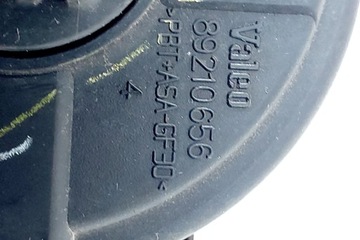 Valeo
89210656
>PBT+ASA-GF30<
4